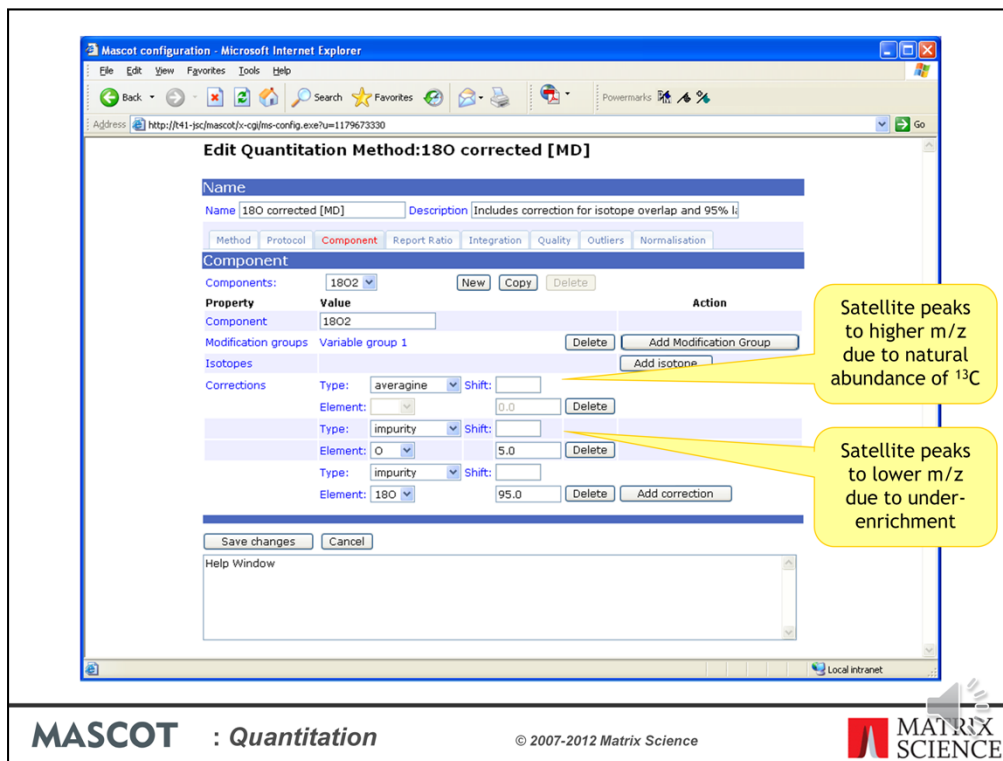 Mascot configuration - Microsoft Internet Explorer
File Edit View Favorites Tools Help
Back Search Favorites Powermarks
Address http://t41-jsc/mascot/x-cgi/ms-config.exe?u=1179673330 Go
Edit Quantitation Method:18O corrected [MD]
Name
Name 18O corrected [MD] Description Includes correction for isotope overlap and 95% la
Method Protocol Component Report Ratio Integration Quality Outliers Normalisation
Component
Components: 18O2 New Copy Delete
Property Value Action
Component 18O2
Modification groups Variable group 1 Delete Add Modification Group
Isotopes Add isotope
Corrections Type: averagine Shift:
Element: 0.0 Delete
Type: impurity Shift:
Element: O 5.0 Delete
Type: impurity Shift:
Element: 18O 95.0 Delete Add correction
Save changes Cancel
Help Window
Local intranet
Satellite peaks
to higher m/z
due to natural
abundance of ¹³C
Satellite peaks
to lower m/z
due to under-
enrichment
MASCOT : Quantitation © 2007-2012 Matrix Science
MATRIX
SCIENCE